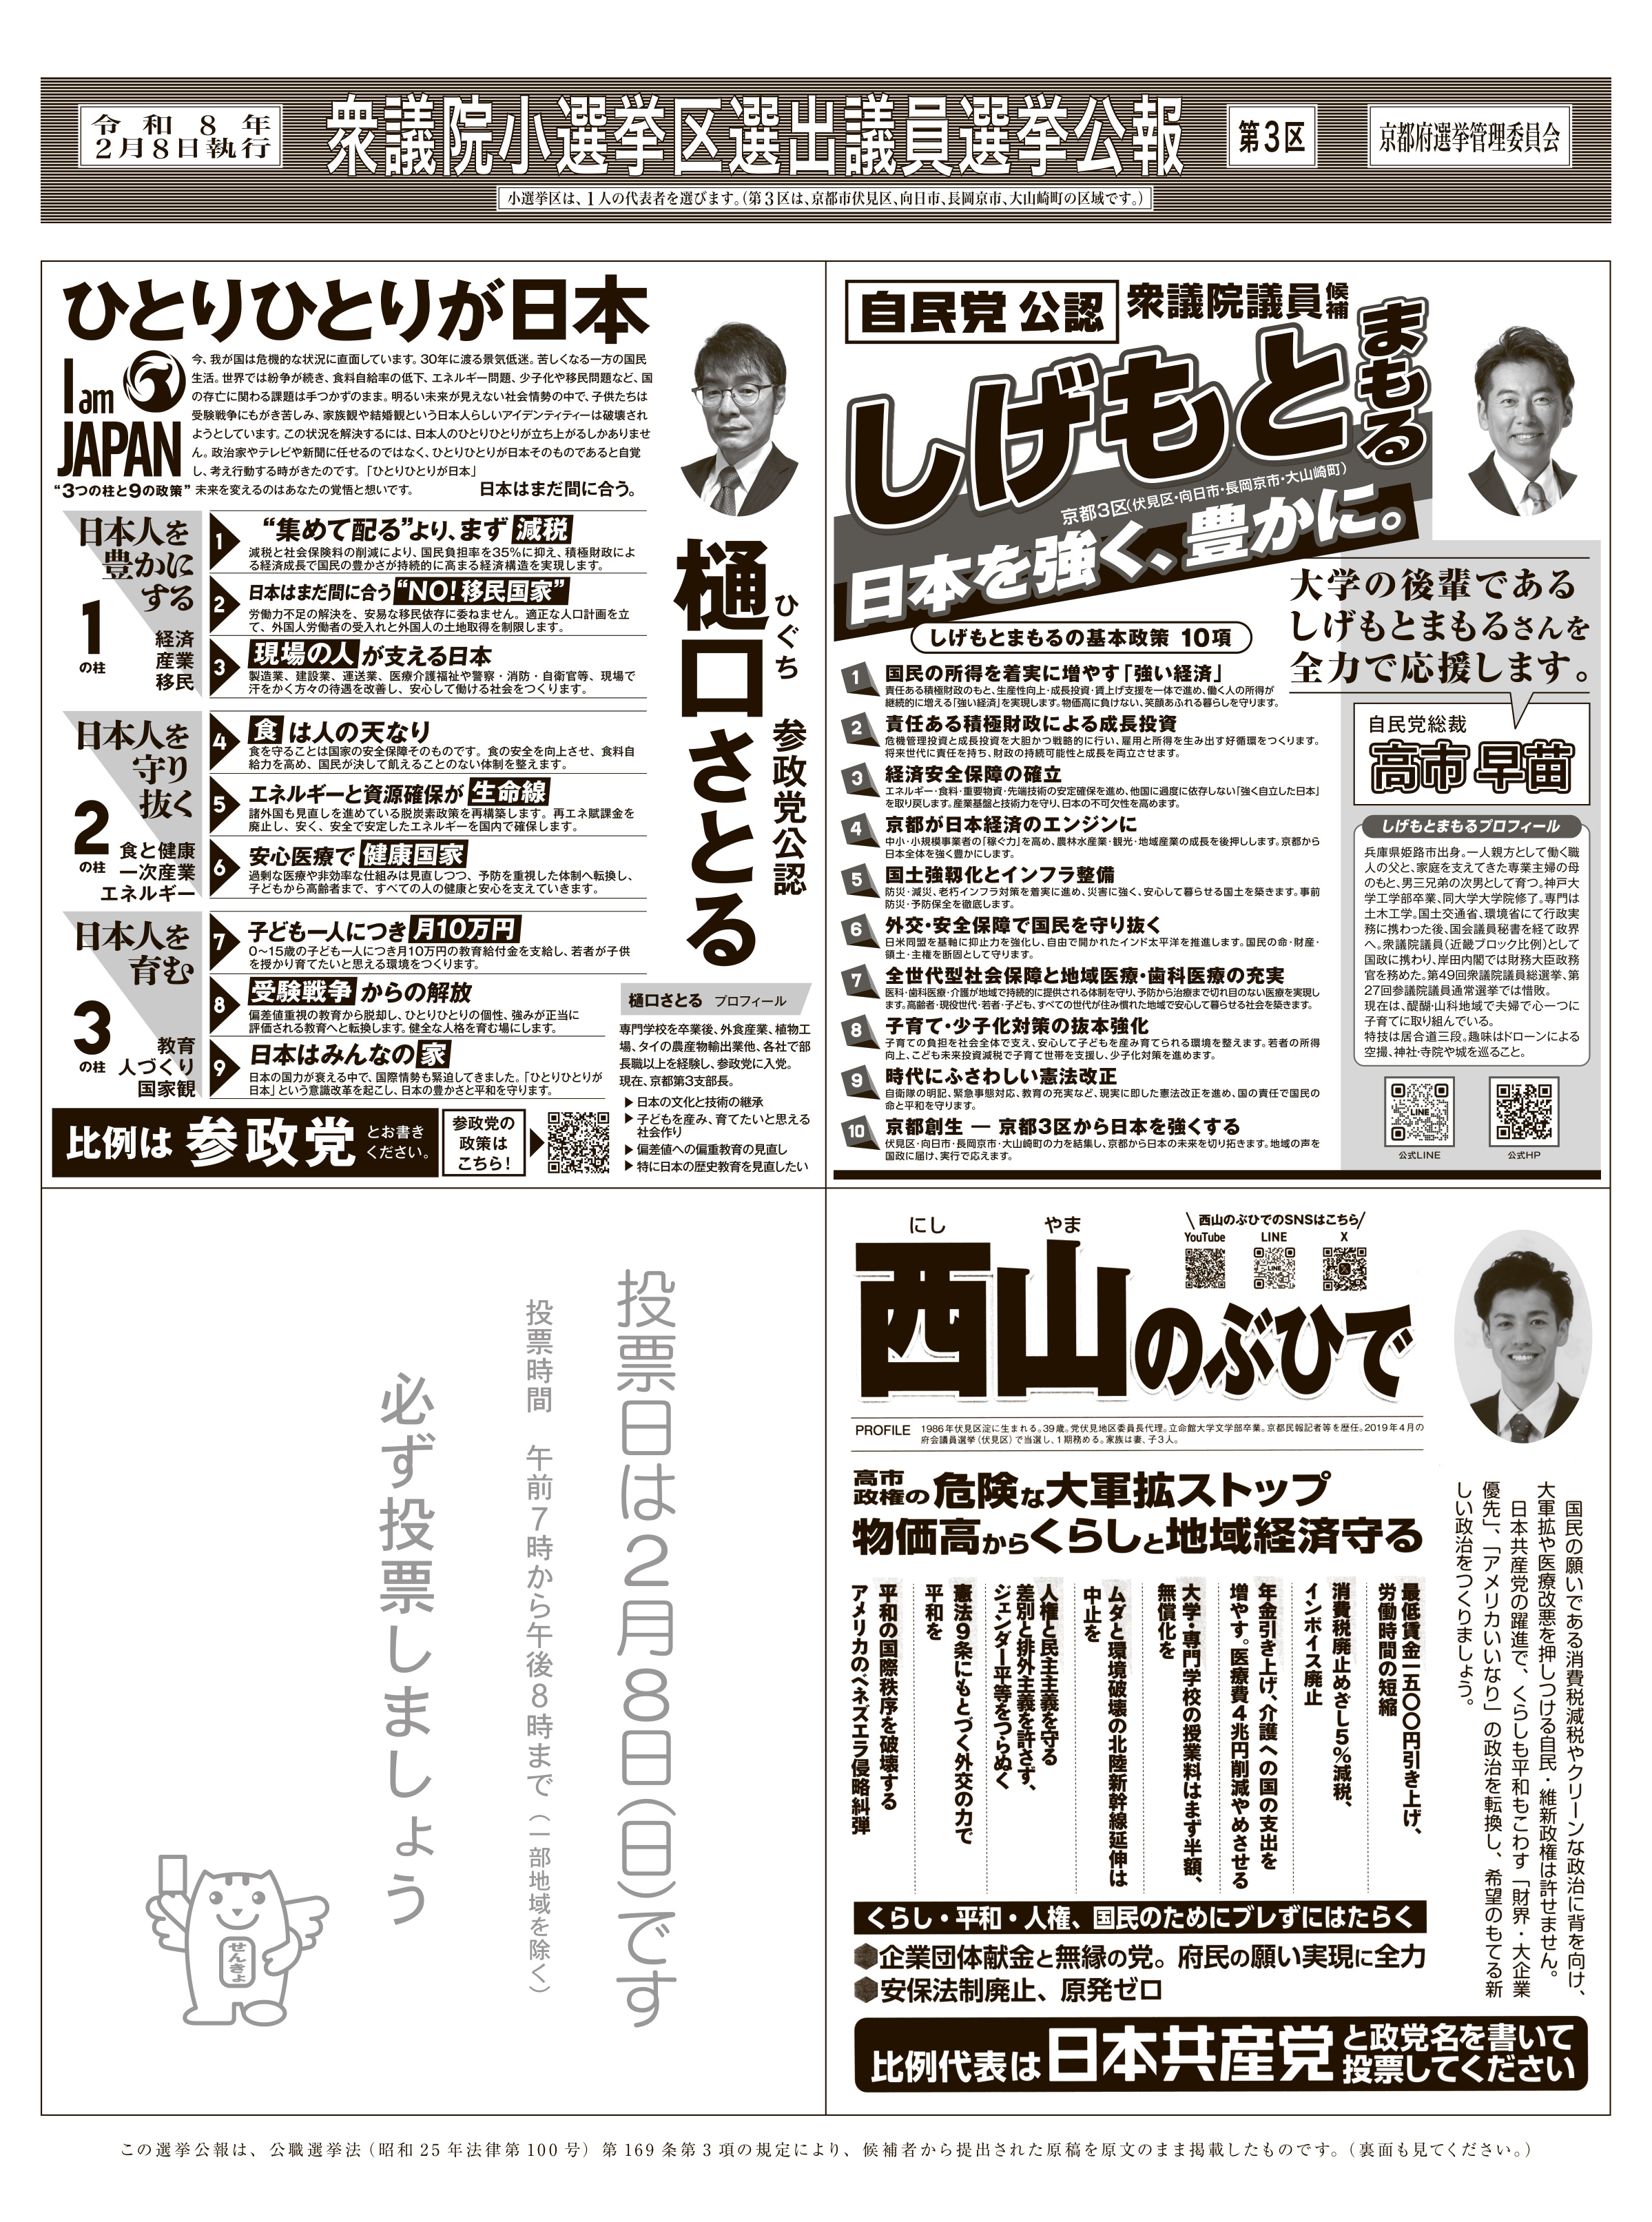 令和8年
2月8日執行
衆議院小選挙区選出議員選挙公報
第3区
京都府選挙管理委員会
小選挙区は、1人の代表者を選びます。(第3区は、京都市伏見区、向日市、長岡京市、大山崎町の区域です。)
自民党 公認
衆議院議員候補
しげもと
まもる
京都3区(伏見区・向日市・長岡京市・大山崎町)
日本を強く、豊かに。
大学の後輩である
しげもとまもるさんを
全力で応援します。
自民党総裁
高市 早苗
しげもとまもるの基本政策 10項
1 国民の所得を着実に増やす「強い経済」
責任ある積極財政のもと、生産性向上・成長投資・賃上げ支援を一体で進め、働く人の所得が
継続的に増える「強い経済」を実現します。物価高に負けない、笑顔あふれる暮らしを守ります。
2 責任ある積極財政による成長投資
危機管理投資と成長投資を大胆かつ戦略的に行い、雇用と所得を生み出す好循環をつくります。
将来世代に責任を持ち、財政の持続可能性と成長を両立させます。
3 経済安全保障の確立
エネルギー・食料・重要物資・先端技術の安定確保を進め、他国に過度に依存しない「強く自立した日本」
を取り戻します。産業基盤と技術力を守り、日本の不可欠性を高めます。
4 京都が日本経済のエンジンに
中小・小規模事業者の「稼ぐ力」を高め、農林水産業・観光・地域産業の成長を後押しします。京都から
日本全体を強く豊かにします。
5 国土強靱化とインフラ整備
防災・減災、老朽インフラ対策を着実に進め、災害に強く、安心して暮らせる国土を築きます。事前
防災・予防保全を徹底します。
6 外交・安全保障で国民を守り抜く
日米同盟を基軸に抑止力を強化し、自由で開かれたインド太平洋を推進します。国民の命・財産・
領土・主権を断固として守ります。
7 全世代型社会保障と地域医療・歯科医療の充実
医科・歯科医療・介護が地域で持続的に提供される体制を守り、予防から治療まで切れ目のない医療を実現し
ます。高齢者・現役世代・若者・子ども、すべての世代が住み慣れた地域で安心して暮らせる社会を築きます。
8 子育て・少子化対策の抜本強化
子育ての負担を社会全体で支え、安心して子どもを産み育てられる環境を整えます。若者の所得
向上、こども未来投資減税で子育て世帯を支援し、少子化対策を進めます。
9 時代にふさわしい憲法改正
自衛隊の明記、緊急事態対応、教育の充実など、現実に即した憲法改正を進め、国の責任で国民の
命と平和を守ります。
10 京都創生 ― 京都3区から日本を強くする
伏見区・向日市・長岡京市・大山崎町の力を結集し、京都から日本の未来を切り拓きます。地域の声を
国政に届け、実行で応えます。
しげもとまもるプロフィール
兵庫県姫路市出身。一人親方として働く職
人の父と、家庭を支えてきた専業主婦の母
のもと、男三兄弟の次男として育つ。神戸大
学工学部卒業、同大学大学院修了。専門は
土木工学。国土交通省、環境省にて行政実
務に携わった後、国会議員秘書を経て政界
へ。衆議院議員(近畿ブロック比例)として
国政に携わり、岸田内閣では財務大臣政務
官を務めた。第49回衆議院議員総選挙、第
27回参議院議員通常選挙では惜敗。
現在は、醍醐・山科地域で夫婦で心一つに
子育てに取り組んでいる。
特技は居合道三段。趣味はドローンによる
空撮、神社・寺院や城を巡ること。
LINE
公式LINE
公式HP
ひとりひとりが日本
I am
JAPAN
“3つの柱と9の政策”
今、我が国は危機的な状況に直面しています。30年に渡る景気低迷。苦しくなる一方の国民
生活。世界では紛争が続き、食料自給率の低下、エネルギー問題、少子化や移民問題など、国
の存亡に関わる課題は手つかずのまま。明るい未来が見えない社会情勢の中で、子供たちは
受験戦争にもがき苦しみ、家族観や結婚観という日本人らしいアイデンティティーは破壊され
ようとしています。この状況を解決するには、日本人のひとりひとりが立ち上がるしかありませ
ん。政治家やテレビや新聞に任せるのではなく、ひとりひとりが日本そのものであると自覚
し、考え行動する時がきたのです。「ひとりひとりが日本」
未来を変えるのはあなたの覚悟と想いです。
日本はまだ間に合う。
樋口さとる
ひぐち
参政党公認
日本人を
豊かに
する
1
の柱
経済
産業
移民
1 “集めて配る”より、まず 減税
減税と社会保険料の削減により、国民負担率を35%に抑え、積極財政によ
る経済成長で国民の豊かさが持続的に高まる経済構造を実現します。
2 日本はまだ間に合う “NO! 移民国家”
労働力不足の解決を、安易な移民依存に委ねません。適正な人口計画を立
て、外国人労働者の受入れと外国人の土地取得を制限します。
3 現場の人 が支える日本
製造業、建設業、運送業、医療介護福祉や警察・消防・自衛官等、現場で
汗をかく方々の待遇を改善し、安心して働ける社会をつくります。
日本人を
守り
抜く
2
の柱
食と健康
一次産業
エネルギー
4 食 は人の天なり
食を守ることは国家の安全保障そのものです。食の安全を向上させ、食料自
給力を高め、国民が決して飢えることのない体制を整えます。
5 エネルギーと資源確保が 生命線
諸外国も見直しを進めている脱炭素政策を再構築します。再エネ賦課金を
廃止し、安く、安全で安定したエネルギーを国内で確保します。
6 安心医療で 健康国家
過剰な医療や非効率な仕組みは見直しつつ、予防を重視した体制へ転換し、
子どもから高齢者まで、すべての人の健康と安心を支えていきます。
日本人を
育む
3
の柱
教育
人づくり
国家観
7 子ども一人につき 月10万円
0~15歳の子ども一人につき月10万円の教育給付金を支給し、若者が子供
を授かり育てたいと思える環境をつくります。
8 受験戦争 からの解放
偏差値重視の教育から脱却し、ひとりひとりの個性、強みが正当に
評価される教育へと転換します。健全な人格を育む場にします。
9 日本はみんなの 家
日本の国力が衰える中で、国際情勢も緊迫してきました。「ひとりひとりが
日本」という意識改革を起こし、日本の豊かさと平和を守ります。
樋口さとる プロフィール
専門学校を卒業後、外食産業、植物工
場、タイの農産物輸出業他、各社で部
長職以上を経験し、参政党に入党。
現在、京都第3支部長。
▶日本の文化と技術の継承
▶子どもを産み、育てたいと思える
社会作り
▶偏差値への偏重教育の見直し
▶特に日本の歴史教育を見直したい
比例は 参政党 とお書き
ください。
参政党の
政策は
こちら!
にし やま
西山のぶひで
\ 西山のぶひでのSNSはこちら/
YouTube LINE X
PROFILE
1986年伏見区淀に生まれる。39歳。党伏見地区委員長代理。立命館大学文学部卒業。京都民報記者等を歴任。2019年4月の
府会議員選挙(伏見区)で当選し、1期務める。家族は妻、子3人。
高市
政権の危険な大軍拡ストップ
物価高からくらしと地域経済守る
国民の願いである消費税減税やクリーンな政治に背を向け、
大軍拡や医療改悪を押しつける自民・維新政権は許せません。
日本共産党の躍進で、くらしも平和もこわす「財界・大企業
優先」、「アメリカいいなり」の政治を転換し、希望のもてる新
しい政治をつくりましょう。
最低賃金一五〇〇円引き上げ、
労働時間の短縮
消費税廃止めざし5%減税、
インボイス廃止
年金引き上げ、介護への国の支出を
増やす。医療費4兆円削減やめさせる
大学・専門学校の授業料はまず半額、
無償化を
ムダと環境破壊の北陸新幹線延伸は
中止を
人権と民主主義を守る
差別と排外主義を許さず、
ジェンダー平等をつらぬく
憲法9条にもとづく外交の力で
平和を
平和の国際秩序を破壊する
アメリカのベネズエラ侵略糾弾
くらし・平和・人権、国民のためにブレずにはたらく
企業団体献金と無縁の党。府民の願い実現に全力
安保法制廃止、原発ゼロ
比例代表は日本共産党と政党名を書いて
投票してください
投票日は2月8日(日)です
投票時間 午前7時から午後8時まで(一部地域を除く)
必ず投票しましょう
せんきょ
この選挙公報は、公職選挙法(昭和25年法律第100号)第169条第3項の規定により、候補者から提出された原稿を原文のまま掲載したものです。(裏面も見てください。)